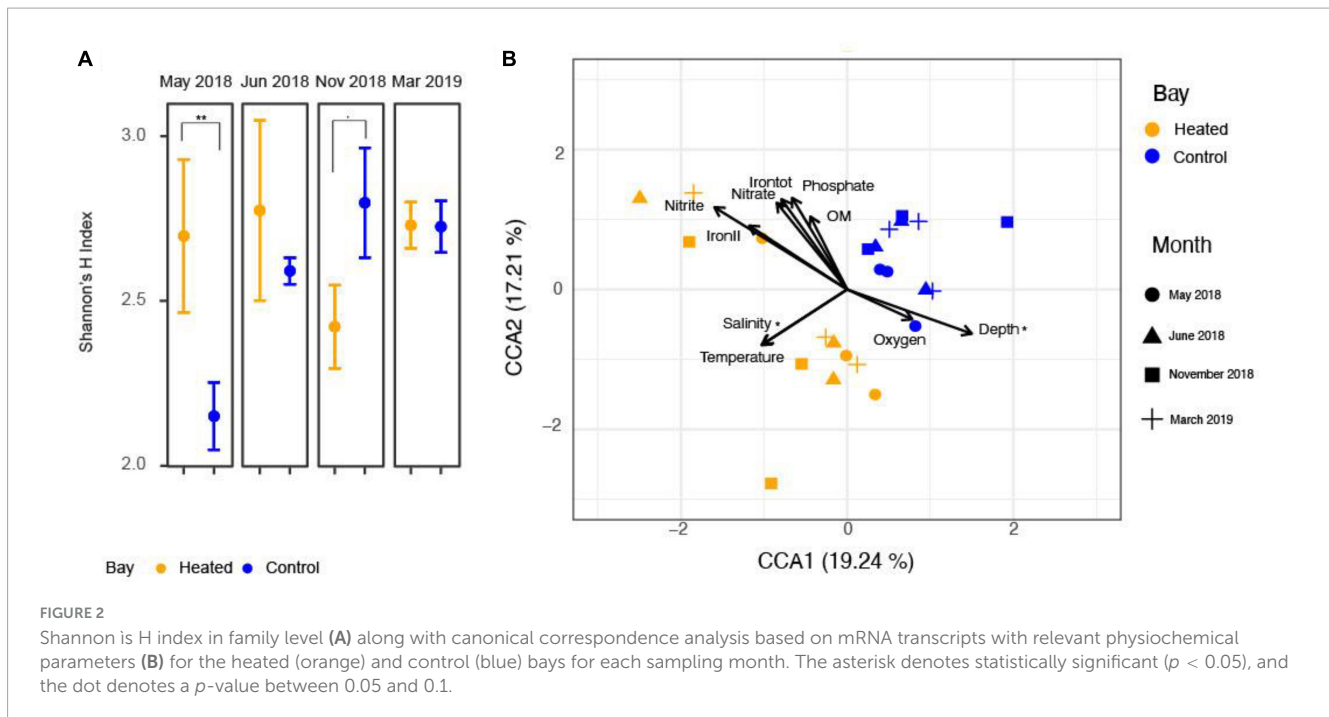 A
May 2018 Jun 2018 Nov 2018 Mar 2019
**
.
3.0
2.5
2.0
Shannon's H Index
Bay Heated Control
B
CCA2 (17.21 %)
2
0
−2
Irontot
Phosphate
Nitrate
Nitrite
OM
IronII
Salinity *
Temperature
Oxygen
Depth *
−2 0 2
CCA1 (19.24 %)
Bay
Heated
Control
Month
May 2018
June 2018
November 2018
March 2019
FIGURE 2
Shannon ìs H index in family level (A) along with canonical correspondence analysis based on mRNA transcripts with relevant physiochemical
parameters (B) for the heated (orange) and control (blue) bays for each sampling month. The asterisk denotes statistically significant (p < 0.05), and
the dot denotes a p-value between 0.05 and 0.1.